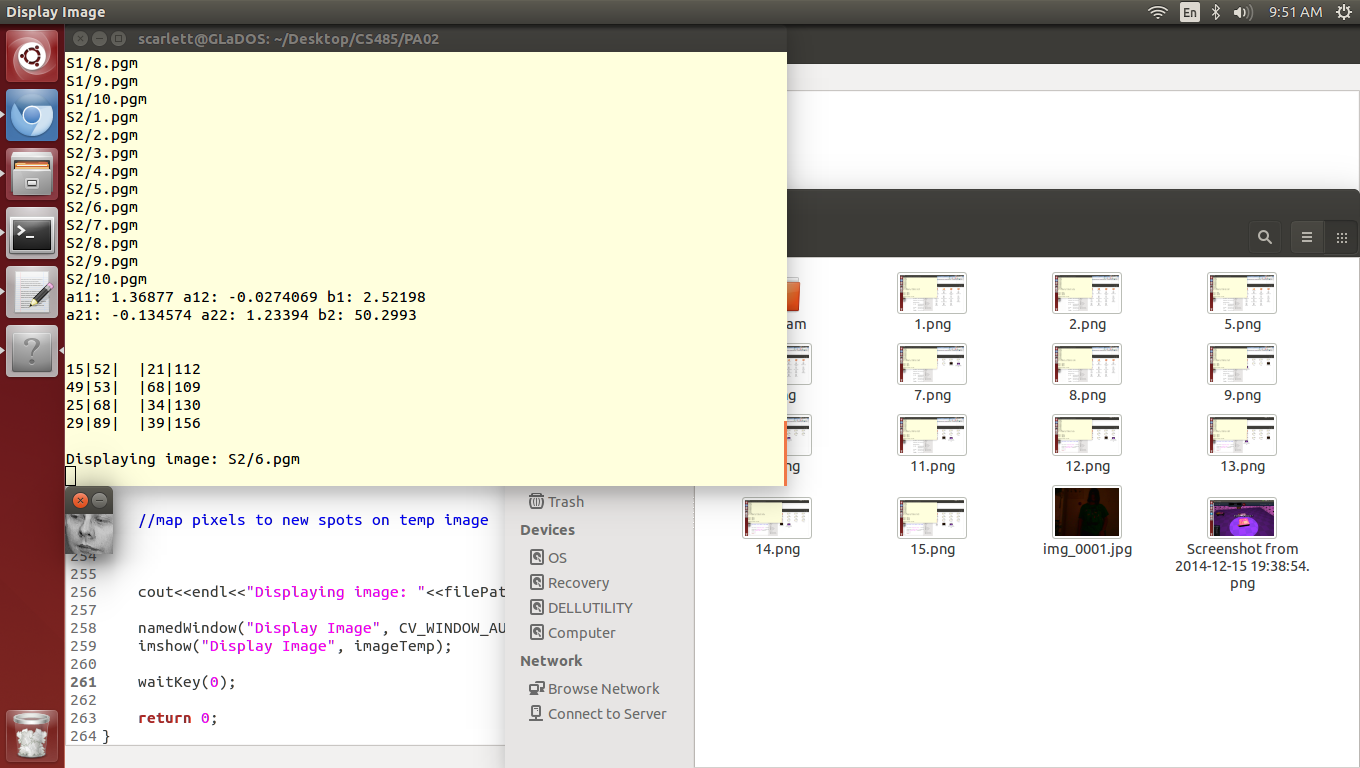 Display Image
En
9:51 AM
scarlett@GLaDOS: ~/Desktop/CS485/PA02
S1/8.pgm
S1/9.pgm
S1/10.pgm
S2/1.pgm
S2/2.pgm
S2/3.pgm
S2/4.pgm
S2/5.pgm
S2/6.pgm
S2/7.pgm
S2/8.pgm
S2/9.pgm
S2/10.pgm
a11: 1.36877 a12: -0.0274069 b1: 2.52198
a21: -0.134574 a22: 1.23394 b2: 50.2993
15|52|  |21|112
49|53|  |68|109
25|68|  |34|130
29|89|  |39|156
Displaying image: S2/6.pgm
//map pixels to new spots on temp image
254
255
256 cout<<endl<<"Displaying image: "<<filePat
257
258 namedWindow("Display Image", CV_WINDOW_AU
259 imshow("Display Image", imageTemp);
260
261 waitKey(0);
262
263 return 0;
264 }
Trash
Devices
OS
Recovery
DELLUTILITY
Computer
Network
Browse Network
Connect to Server
am
1.png
2.png
5.png
ng
7.png
8.png
9.png
ng
11.png
12.png
13.png
14.png
15.png
img_0001.jpg
Screenshot from
2014-12-15 19:38:54.
png